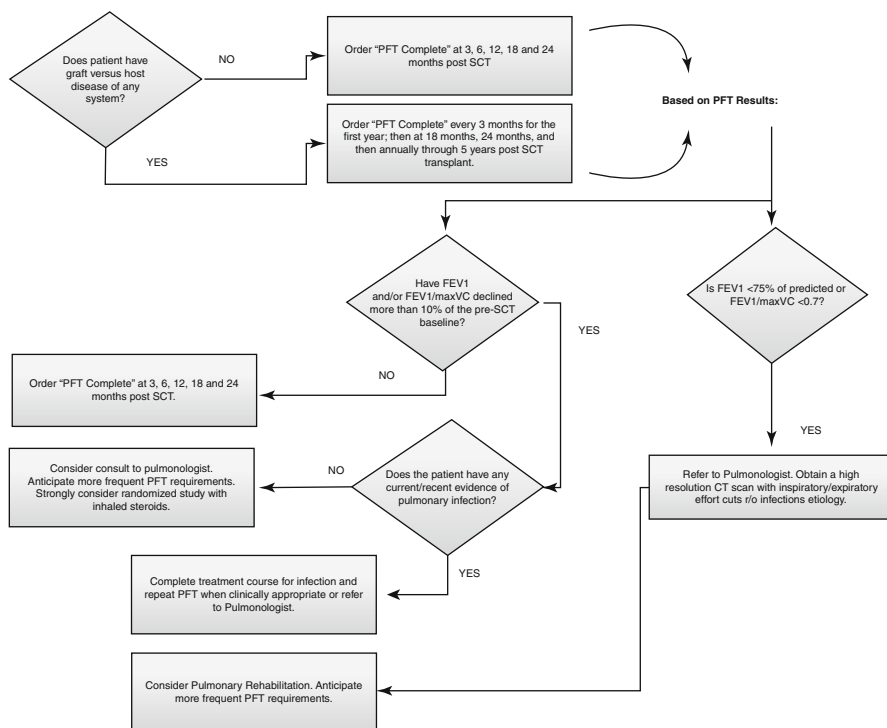 Does patient have
graft versus host
disease of any
system?
NO
Order “PFT Complete” at 3, 6, 12, 18 and 24
months post SCT
YES
Order “PFT Complete” every 3 months for the
first year; then at 18 months, 24 months, and
then annually through 5 years post SCT
transplant.
Based on PFT Results:
Have FEV1
and/or FEV1/maxVC declined
more than 10% of the pre-SCT
baseline?
Is FEV1 <75% of predicted or
FEV1/maxVC <0.7?
YES
NO
Order “PFT Complete” at 3, 6, 12, 18 and 24
months post SCT.
YES
Consider consult to pulmonologist.
Anticipate more frequent PFT requirements.
Strongly consider randomized study with
inhaled steroids.
NO
Does the patient have any
current/recent evidence of
pulmonary infection?
Refer to Pulmonologist. Obtain a high
resolution CT scan with inspiratory/expiratory
effort cuts r/o infections etiology.
YES
Complete treatment course for infection and
repeat PFT when clinically appropriate or refer
to Pulmonologist.
Consider Pulmonary Rehabilitation. Anticipate
more frequent PFT requirements.